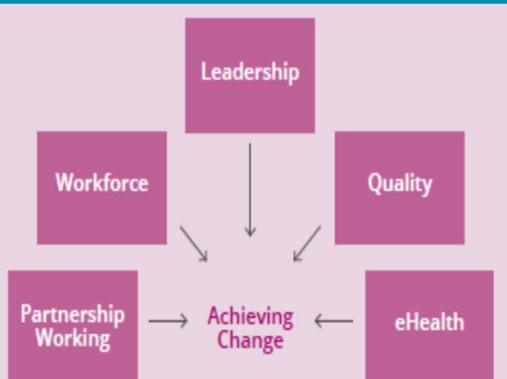 Leadership
Workforce
Quality
Partnership
Working
Achieving
Change
eHealth